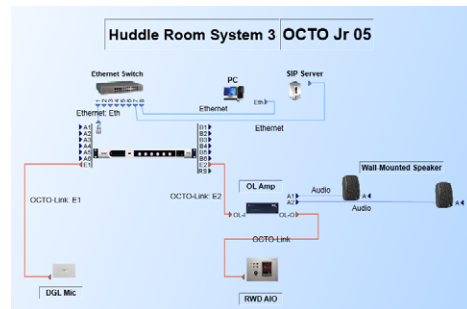 Huddle Room System 3 OCTO Jr 05
Ethernet Switch
PC
SIP Server
Eth
Ethernet
Ethernet: Eth
Ethernet
A1
A2
A3
A4
A5
A6
E1
B1
B2
B3
B4
B5
B6
E2
RS
OCTO-Link: E1
OCTO-Link: E2
OL Amp
Wall-Mounted Speaker
Audio
A1
A2
A
A
Audio
OL-I
OL-O
OCTO-Link
DGL Mic
RWD AIO